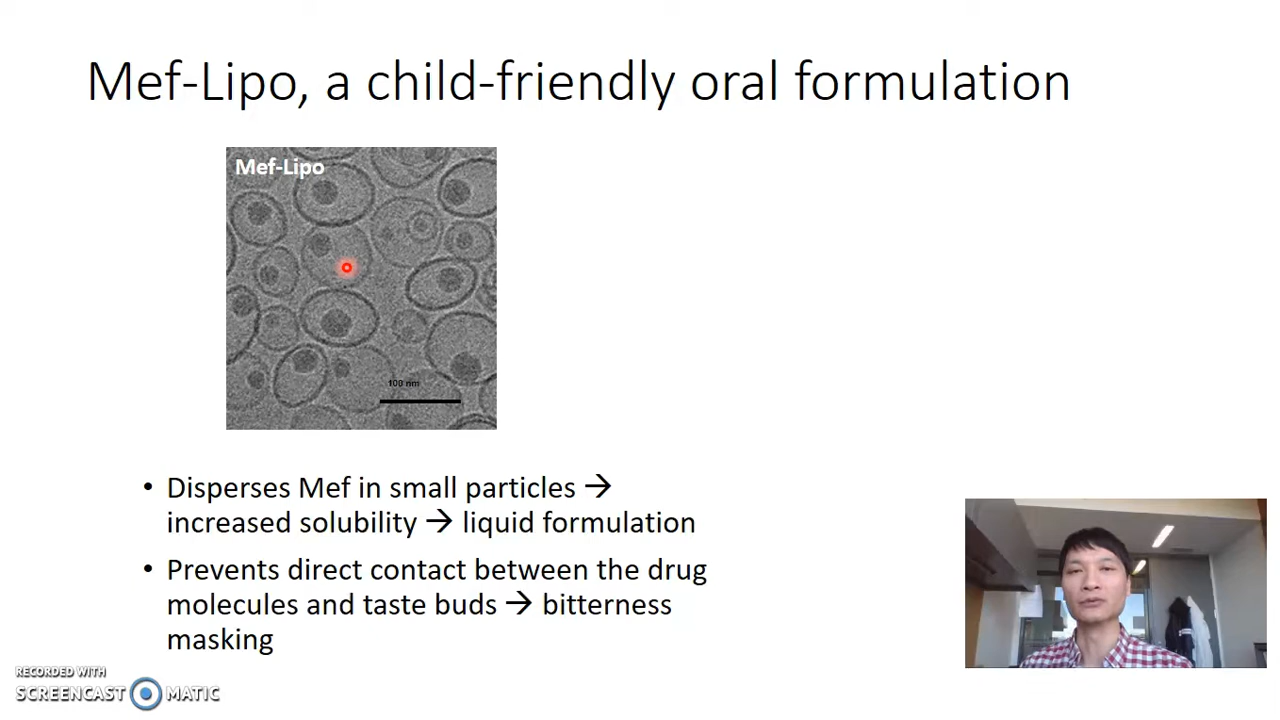 Mef-Lipo, a child-friendly oral formulation
Mef-Lipo
100 nm
• Disperses Mef in small particles →
increased solubility → liquid formulation
• Prevents direct contact between the drug
molecules and taste buds → bitterness
masking
RECORDED WITH
SCREENCAST MATIC